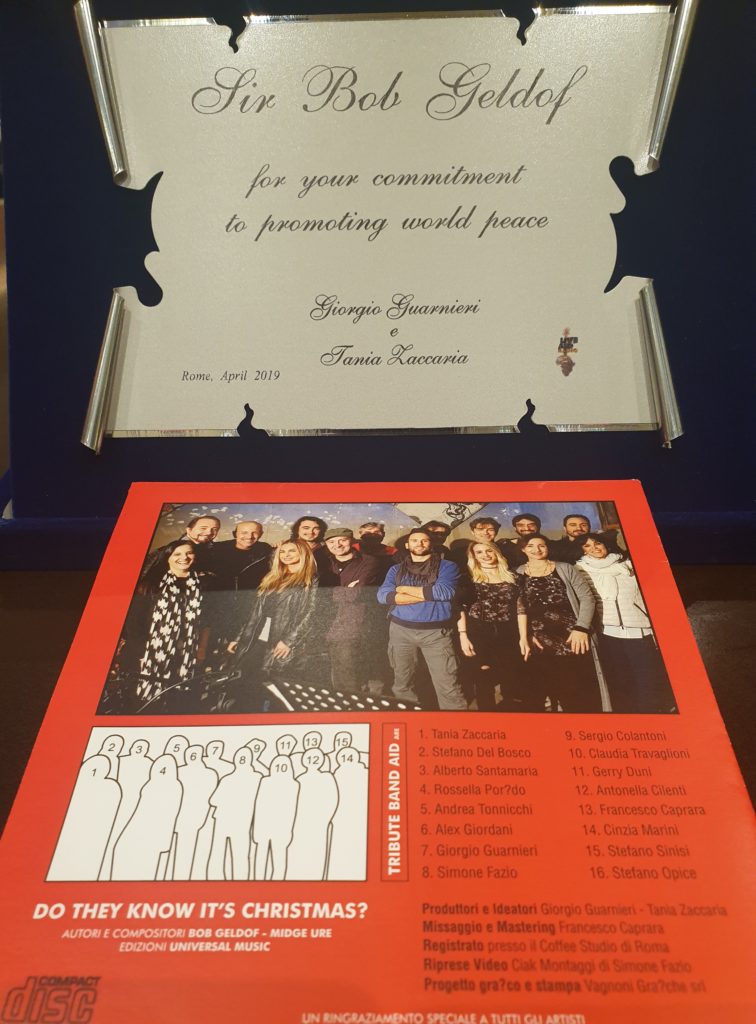 Sir Bob Geldof
for your commitment
to promoting world peace
Giorgio Guarnieri
e
Tania Zaccaria
Rome, April 2019
1
2
3
4
5
6
7
8
9
10
11
12
13
14
15
TRIBUTE BAND AID ARE
1. Tania Zaccaria
2. Stefano Del Bosco
3. Alberto Santamaria
4. Rossella Por?do
5. Andrea Tonnicchi
6. Alex Giordani
7. Giorgio Guarnieri
8. Simone Fazio
9. Sergio Colantoni
10. Claudia Travaglioni
11. Gerry Duni
12. Antonella Cilenti
13. Francesco Caprara
14. Cinzia Marini
15. Stefano Sinisi
16. Stefano Opice
DO THEY KNOW IT'S CHRISTMAS?
AUTORI E COMPOSITORI BOB GELDOF - MIDGE URE
EDIZIONI UNIVERSAL MUSIC
Produttori e Ideatori Giorgio Guarnieri - Tania Zaccaria
Missaggio e Mastering Francesco Caprara
Registrato presso il Coffee Studio di Roma
Riprese Video Ciak Montaggi di Simone Fazio
Progetto gra?co e stampa Vagnoni Gra?che srl
COMPACT
disc
UN RINGRAZIAMENTO SPECIALE A TUTTI GLI ARTISTI